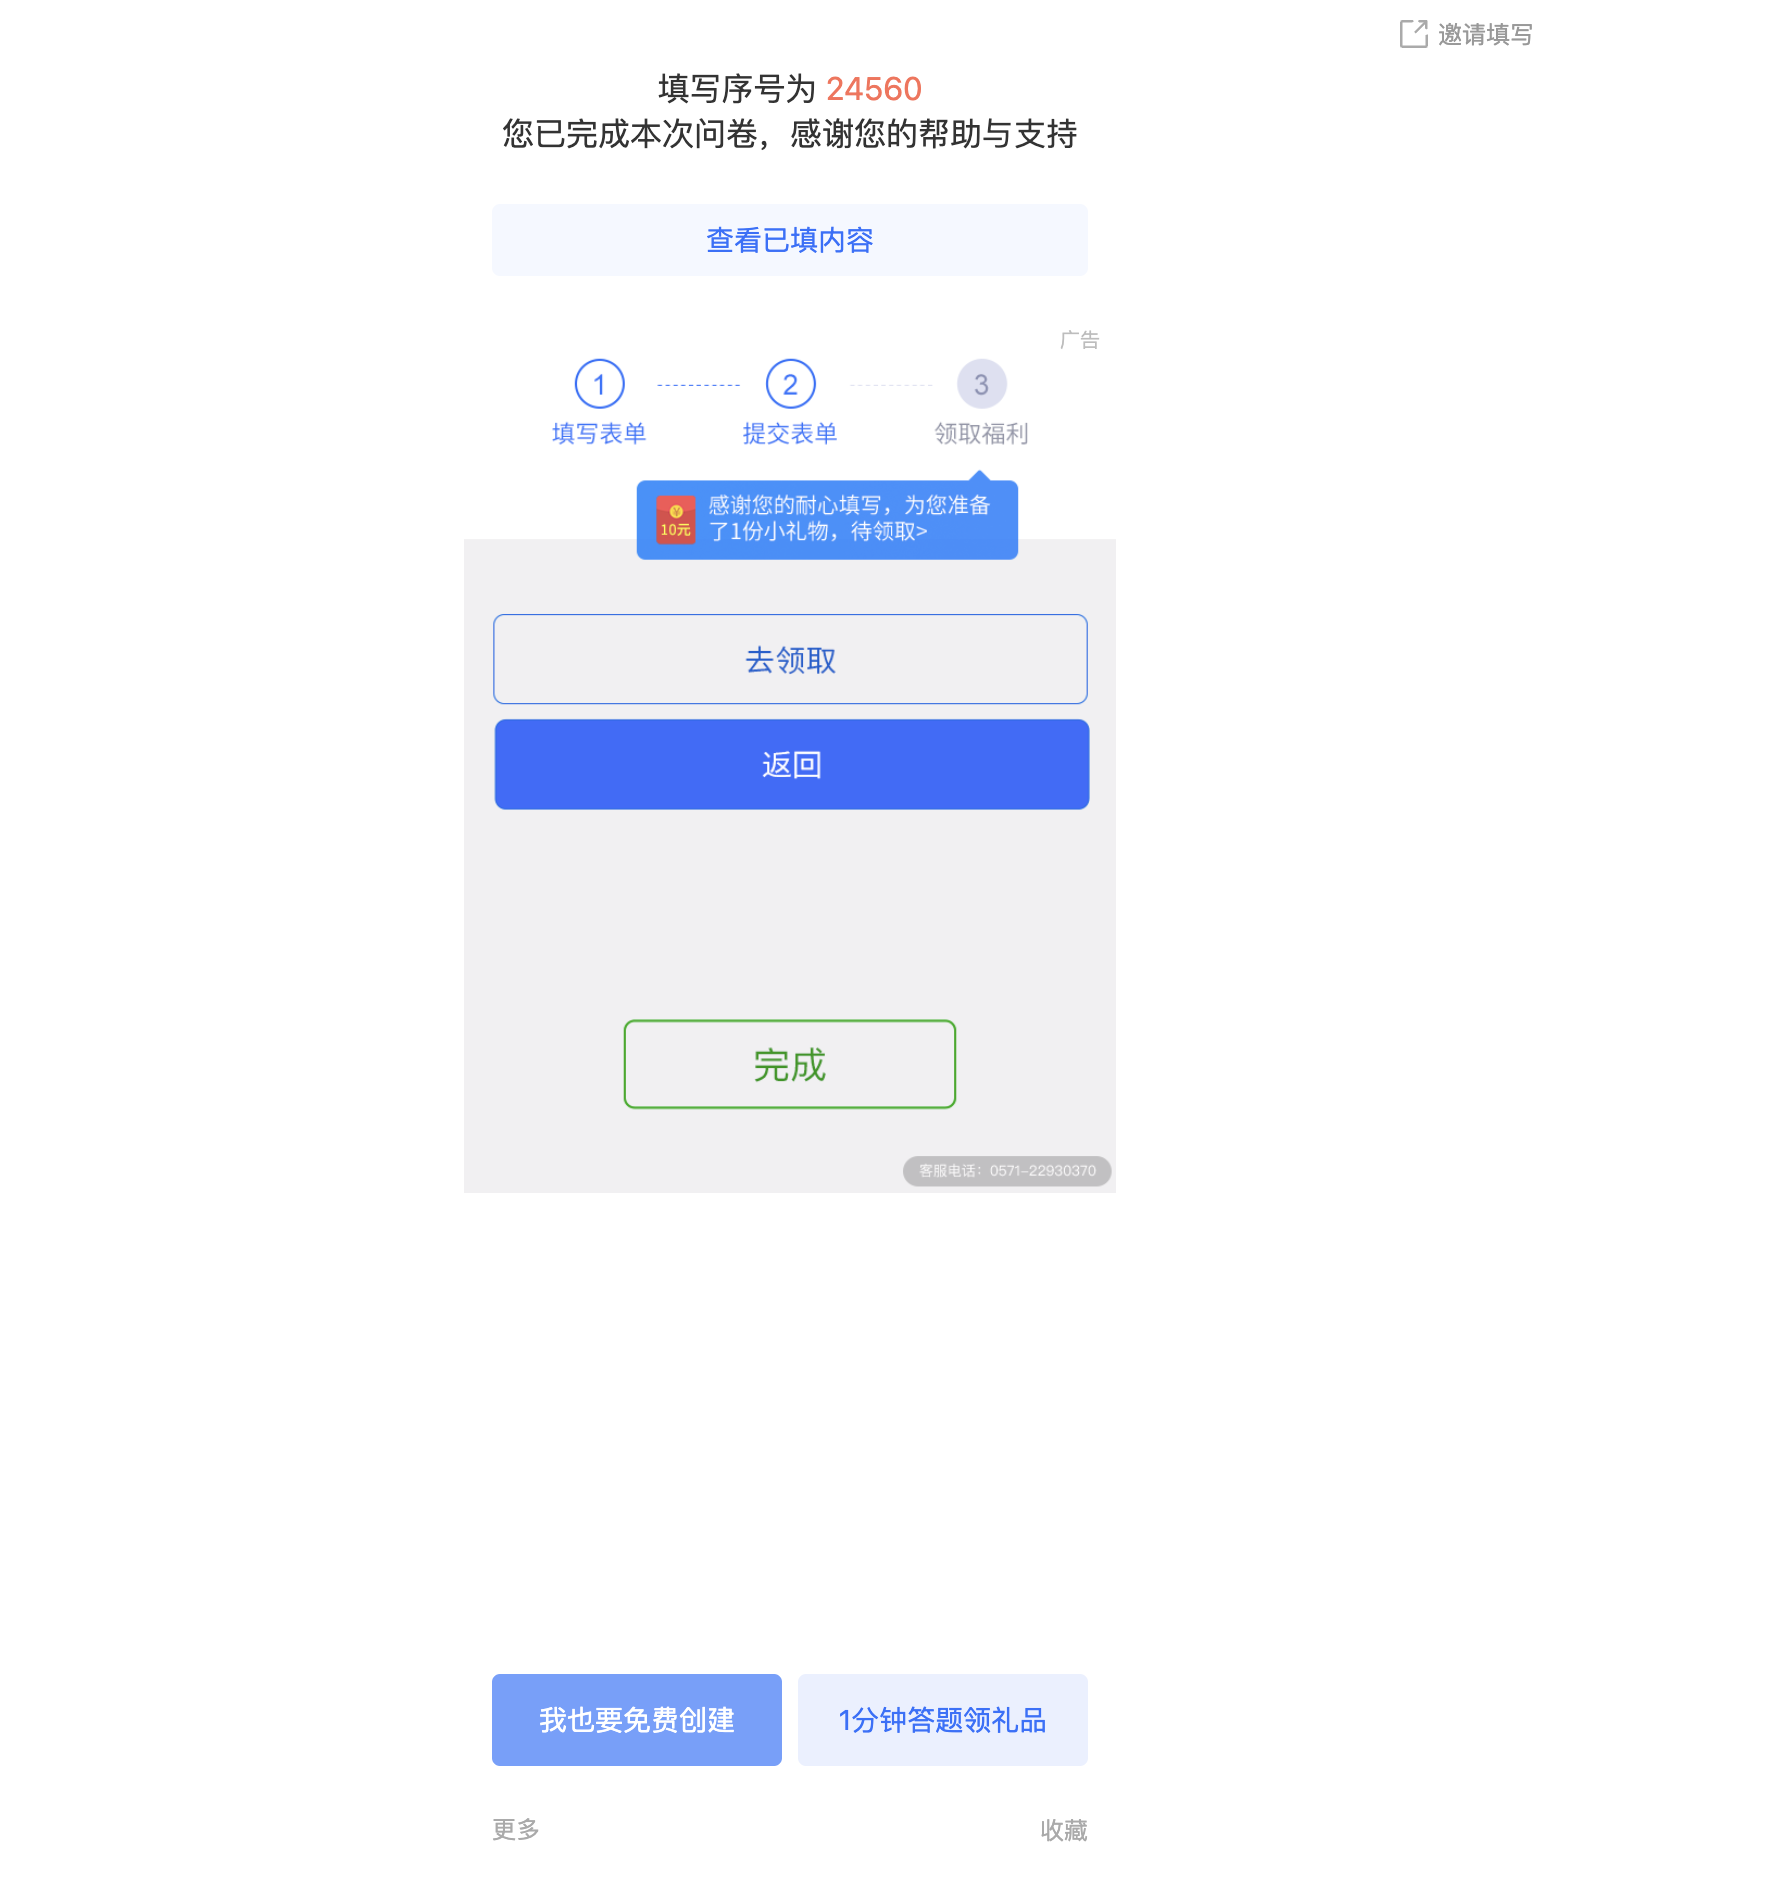 邀请填写
填写序号为 24560
您已完成本次问卷，感谢您的帮助与支持
查看已填内容
广告
1
2
3
填写表单
提交表单
领取福利
¥
10元
感谢您的耐心填写，为您准备
了1份小礼物，待领取>
去领取
返回
完成
客服电话：0571-22930370
我也要免费创建
1分钟答题领礼品
更多
收藏